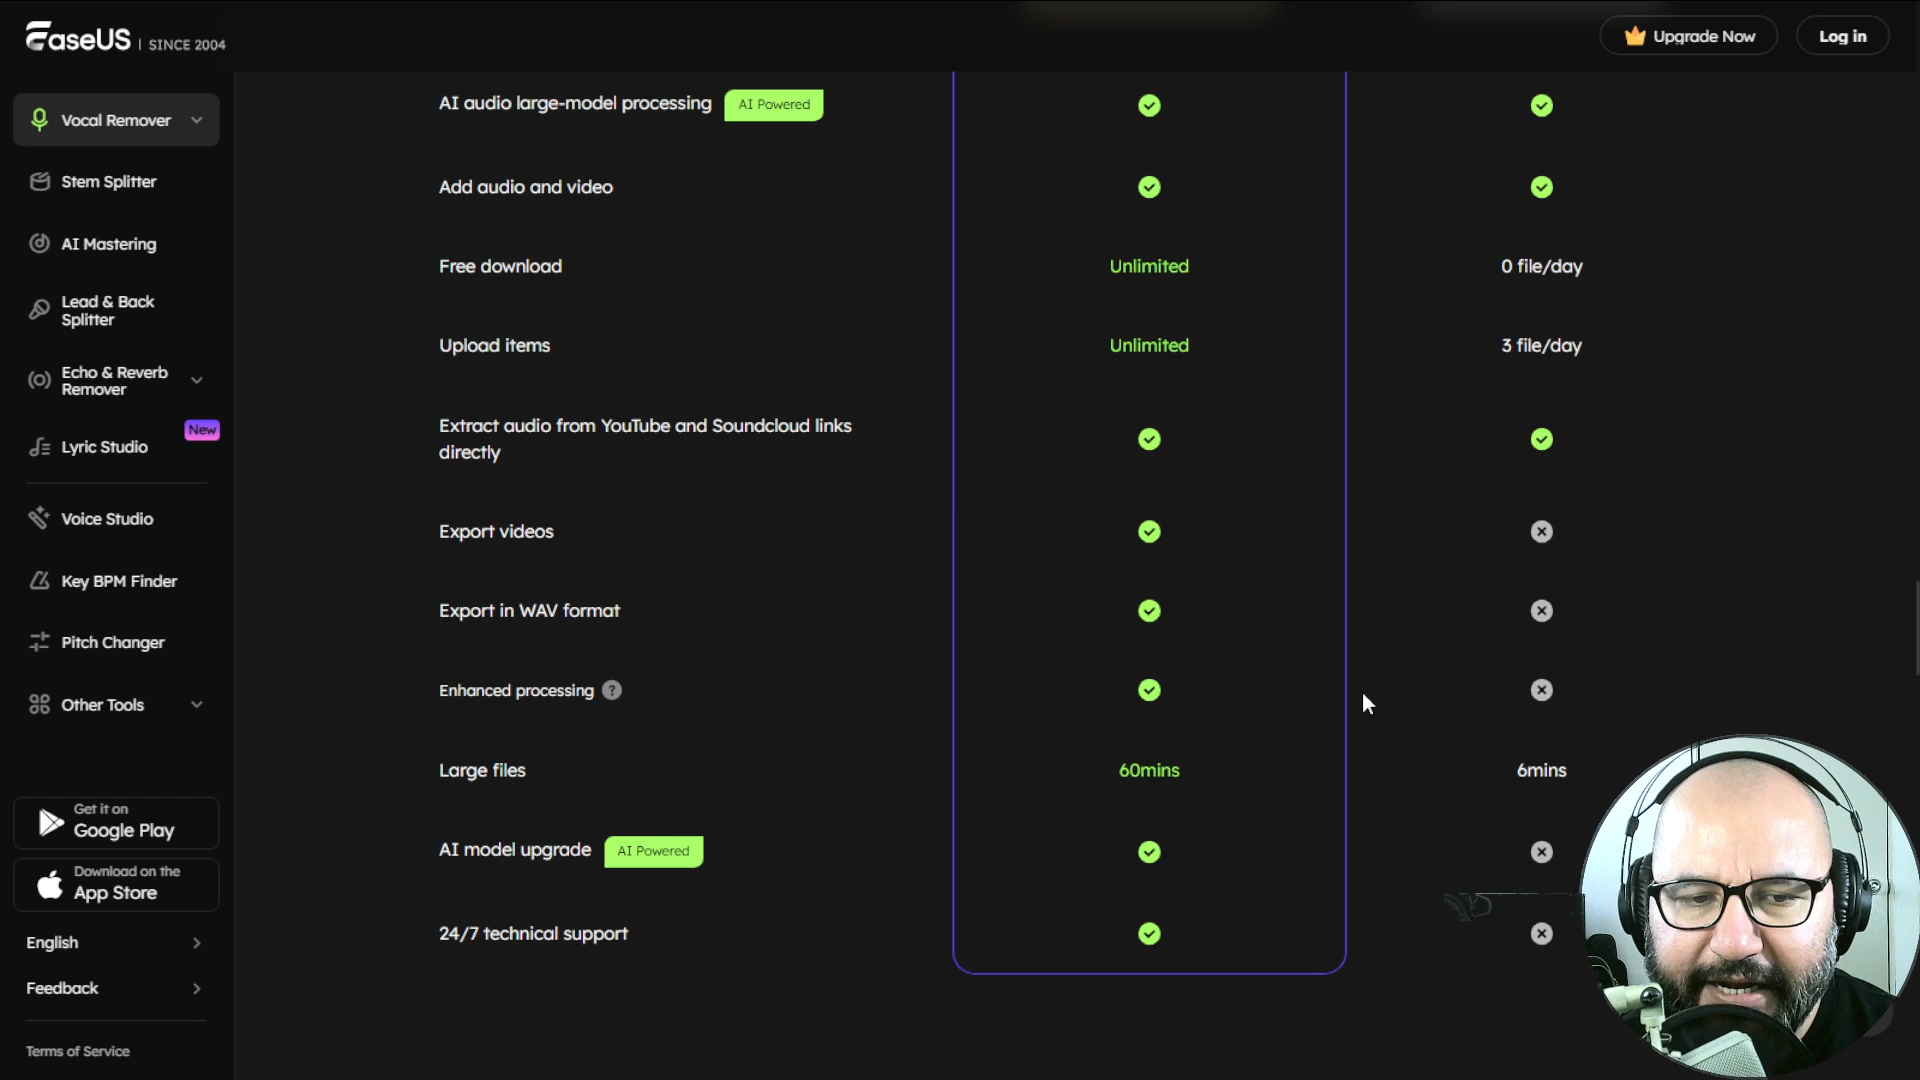 EaseUS | SINCE 2004
Upgrade Now
Log in
Vocal Remover
Stem Splitter
AI Mastering
Lead & Back
Splitter
Echo & Reverb
Remover
New
Lyric Studio
Voice Studio
Key BPM Finder
Pitch Changer
Other Tools
Get it on
Google Play
Download on the
App Store
English
Feedback
Terms of Service
AI audio large-model processing AI Powered
Add audio and video
Free download Unlimited 0 file/day
Upload items Unlimited 3 file/day
Extract audio from YouTube and Soundcloud links
directly
Export videos
Export in WAV format
Enhanced processing ?
Large files 60mins 6mins
AI model upgrade AI Powered
24/7 technical support